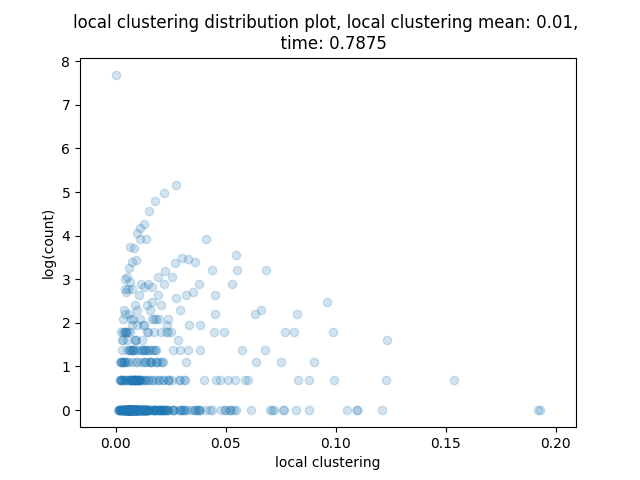 local clustering distribution plot, local clustering mean: 0.01,
time: 0.7875
8
7
6
5
4
3
2
1
0
log(count)
0.00 0.05 0.10 0.15 0.20
local clustering